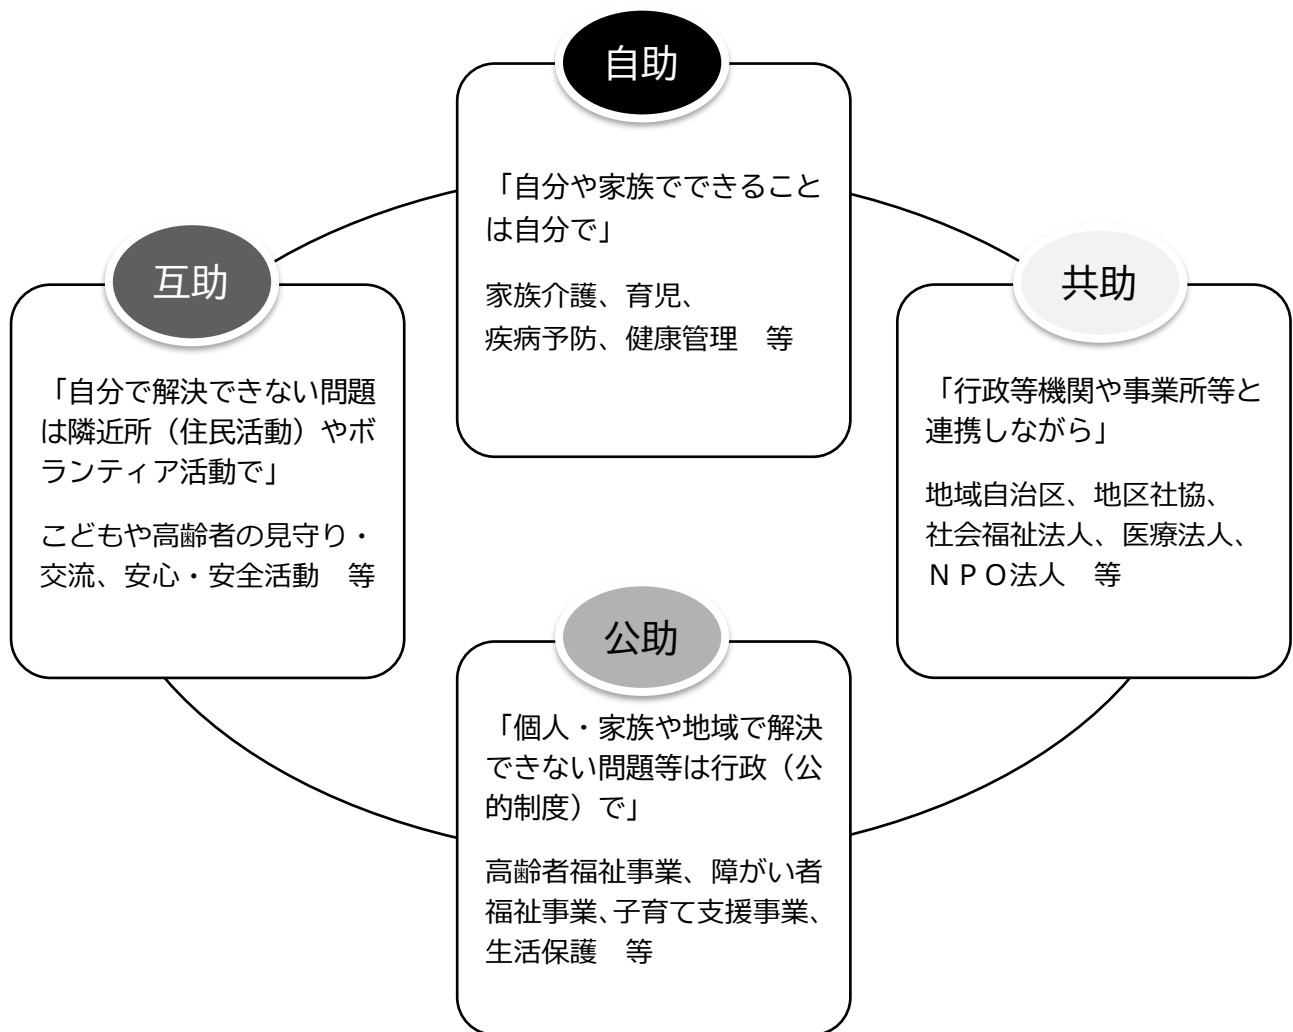 自助
「自分や家族でできること
は自分で」
家族介護、育児、
疾病予防、健康管理　等
互助
「自分で解決できない問題
は隣近所（住民活動）やボ
ランティア活動で」
こどもや高齢者の見守り・
交流、安心・安全活動　等
共助
「行政等機関や事業所等と
連携しながら」
地域自治区、地区社協、
社会福祉法人、医療法人、
ＮＰＯ法人　等
公助
「個人・家族や地域で解決
できない問題等は行政（公
的制度）で」
高齢者福祉事業、障がい者
福祉事業、子育て支援事業、
生活保護　等